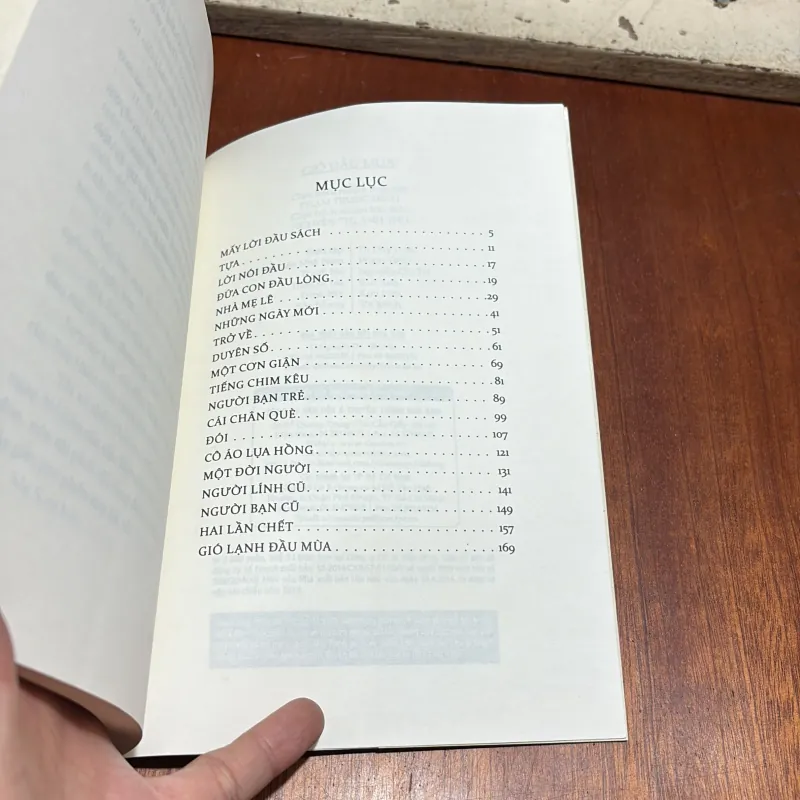 MỤC LỤC
MẤY LỜI ĐẦU SÁCH . . . . . . . . . . . . . . . . . . 5
TỰA. . . . . . . . . . . . . . . . . . . . . . . . . . . . 11
LỜI NÓI ĐẦU . . . . . . . . . . . . . . . . . . . . . . 17
ĐỨA CON ĐẦU LÒNG. . . . . . . . . . . . . . . . . . 19
NHÀ MẸ LÊ . . . . . . . . . . . . . . . . . . . . . . . 29
NHỮNG NGÀY MỚI . . . . . . . . . . . . . . . . . . . 41
TRỞ VỀ . . . . . . . . . . . . . . . . . . . . . . . . . 51
DUYÊN SỐ. . . . . . . . . . . . . . . . . . . . . . . . 61
MỘT CƠN GIẬN . . . . . . . . . . . . . . . . . . . . . 69
TIẾNG CHIM KÊU . . . . . . . . . . . . . . . . . . . . 81
NGƯỜI BẠN TRẺ. . . . . . . . . . . . . . . . . . . . . 89
CÁI CHÂN QUÈ. . . . . . . . . . . . . . . . . . . . . . 99
ĐÓI . . . . . . . . . . . . . . . . . . . . . . . . . . . 107
CÔ ÁO LỤA HỒNG . . . . . . . . . . . . . . . . . . . . 121
MỘT ĐỜI NGƯỜI . . . . . . . . . . . . . . . . . . . . 131
NGƯỜI LÍNH CŨ . . . . . . . . . . . . . . . . . . . . 141
NGƯỜI BẠN CŨ . . . . . . . . . . . . . . . . . . . . . 149
HAI LẦN CHẾT . . . . . . . . . . . . . . . . . . . . . 157
GIÓ LẠNH ĐẦU MÙA . . . . . . . . . . . . . . . . . . 169